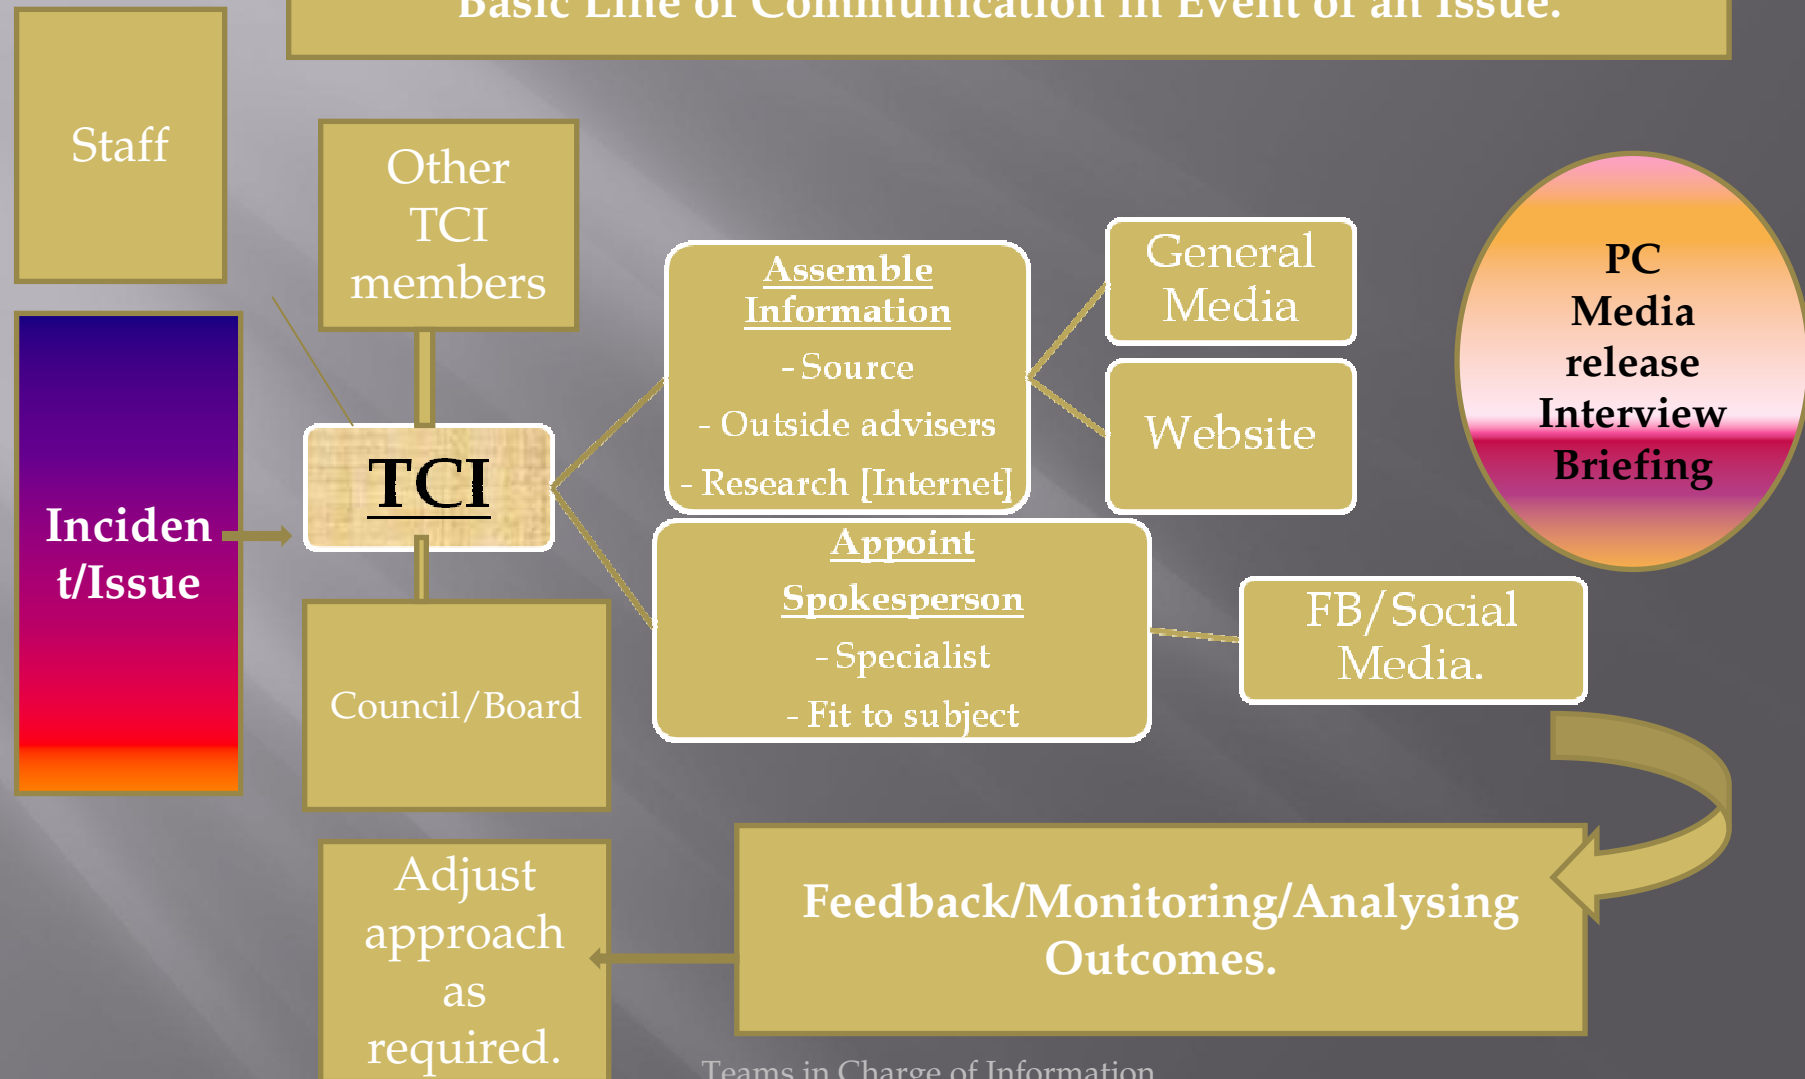 Basic Line of Communication in Event of an Issue.
Staff
Other
TCI
members
Inciden
t/Issue
TCI
Council/Board
Assemble
Information
- Source
- Outside advisers
- Research [Internet]
Appoint
Spokesperson
- Specialist
- Fit to subject
General
Media
Website
FB/Social
Media.
PC
Media
release
Interview
Briefing
Feedback/Monitoring/Analysing
Outcomes.
Adjust
approach
as
required.
Teams in Charge of Information